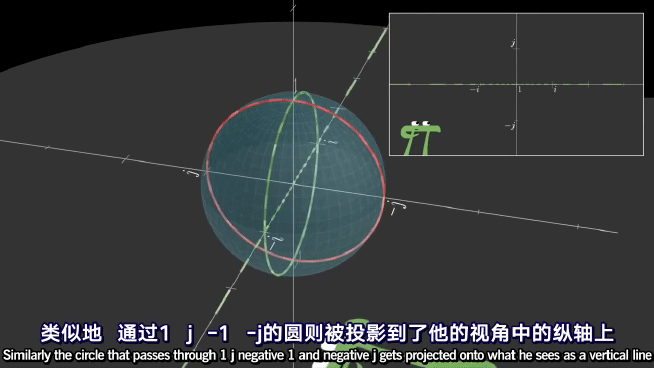 j
-i
1
i
-j
1
i
j
-j
-i
类似地 通过1 j -1 -j的圆则被投影到了他的视角中的纵轴上
Similarly the circle that passes through 1 j negative 1 and negative j gets projected onto what he sees as a vertical line